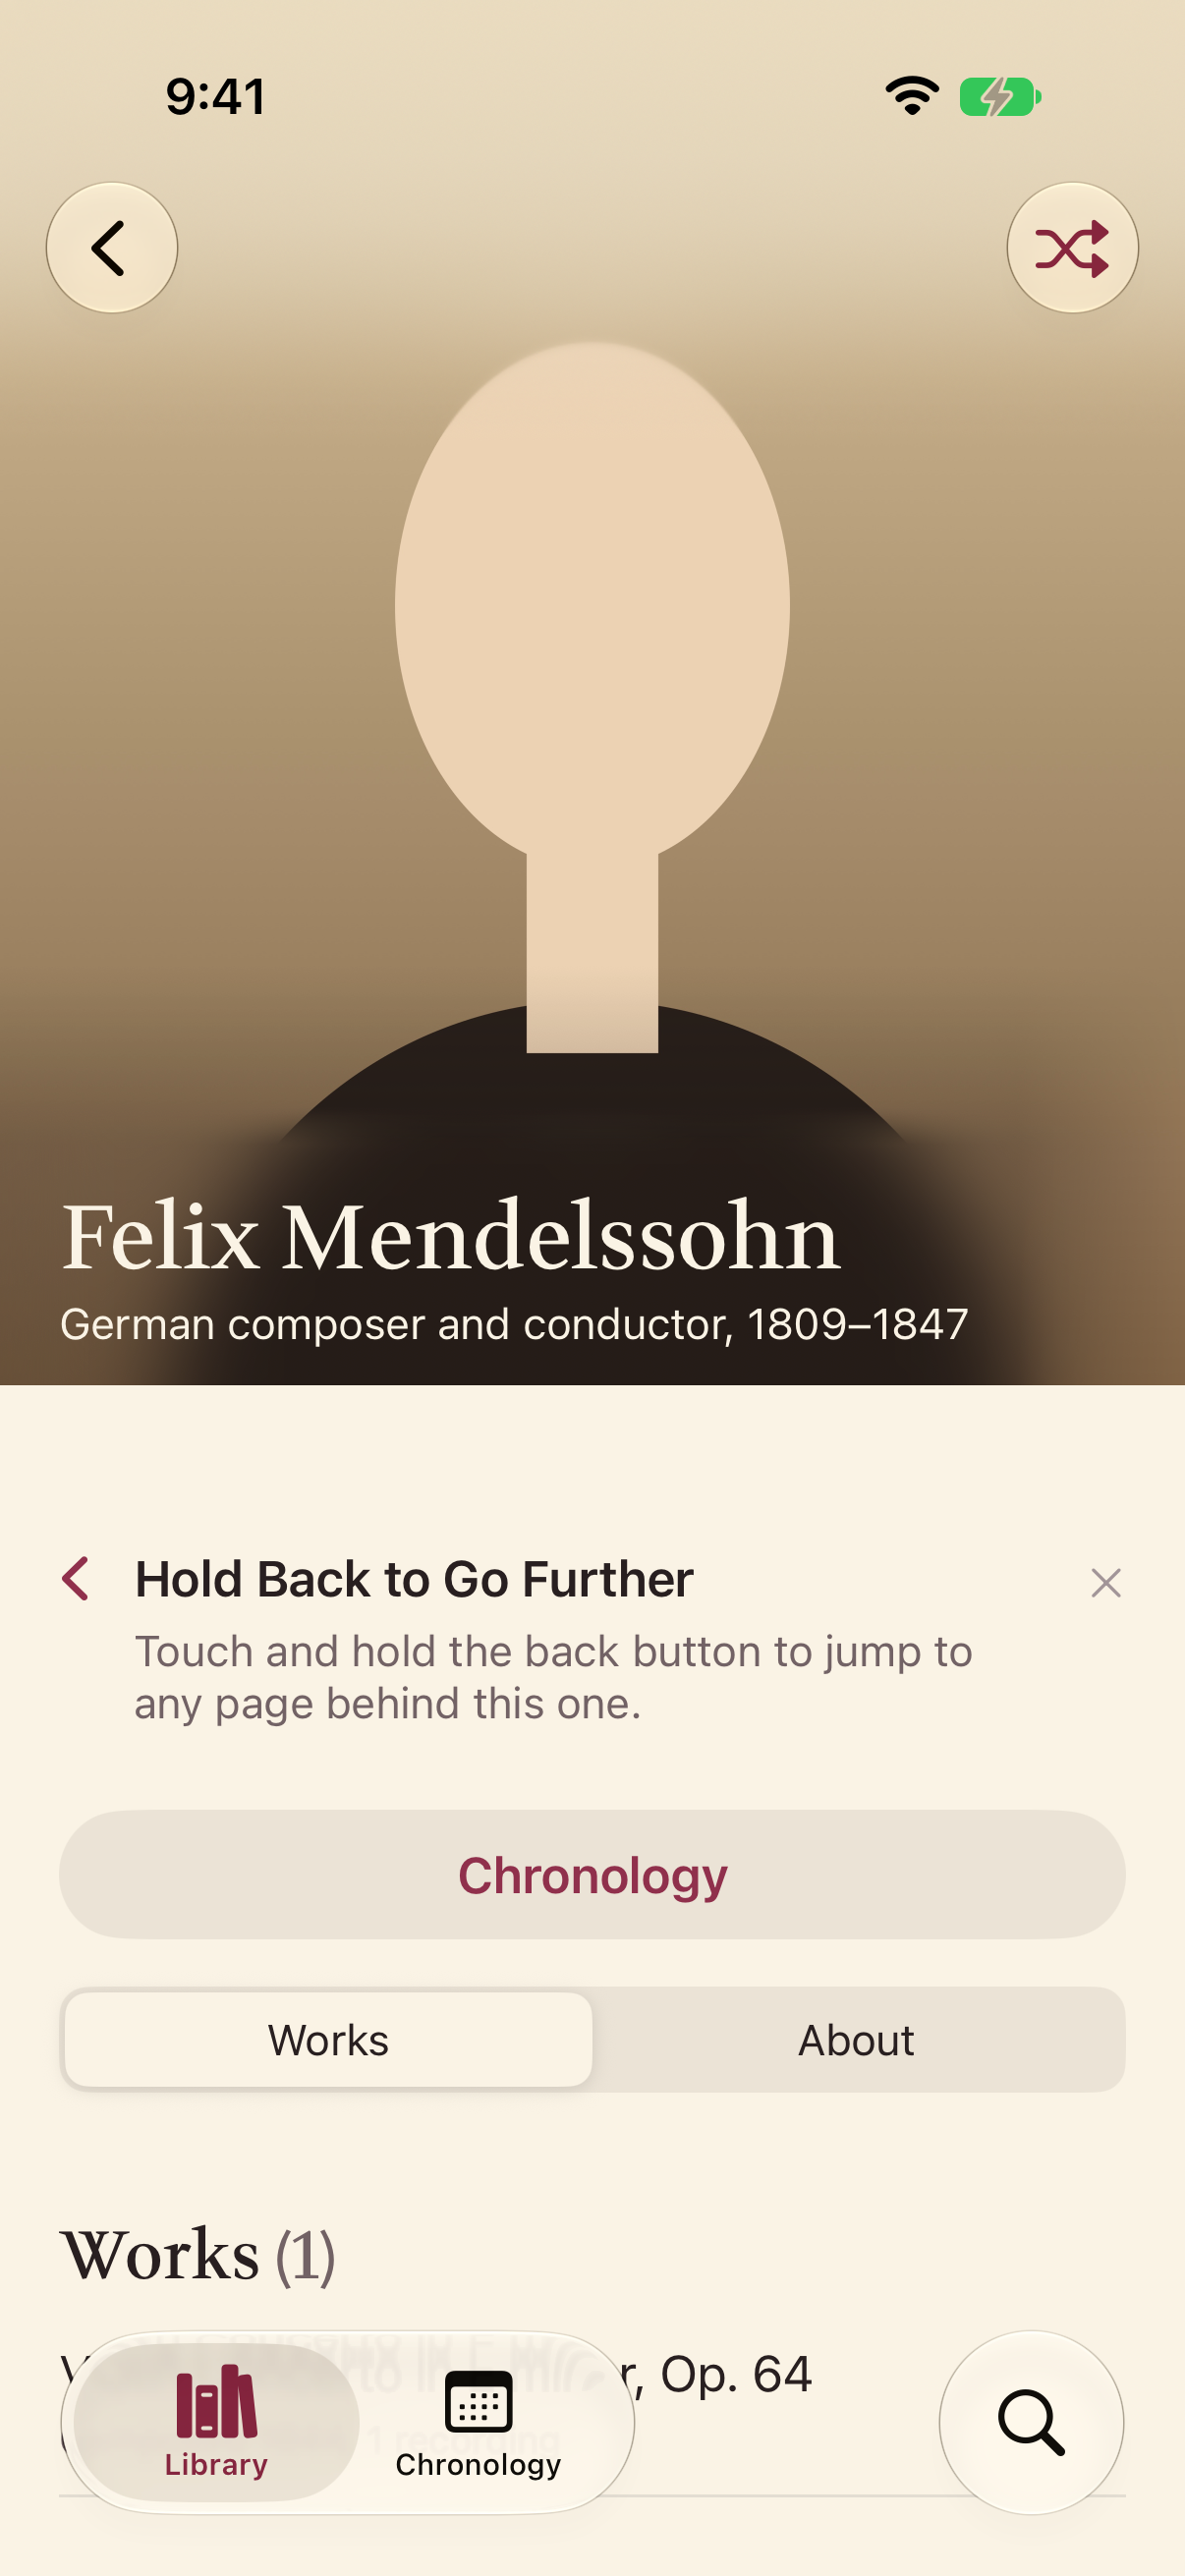 9:41
Felix Mendelssohn
German composer and conductor, 1809–1847
Hold Back to Go Further
Touch and hold the back button to jump to
any page behind this one.
Chronology
Works
About
Works (1)
Op. 64
1 recording
Library
Chronology